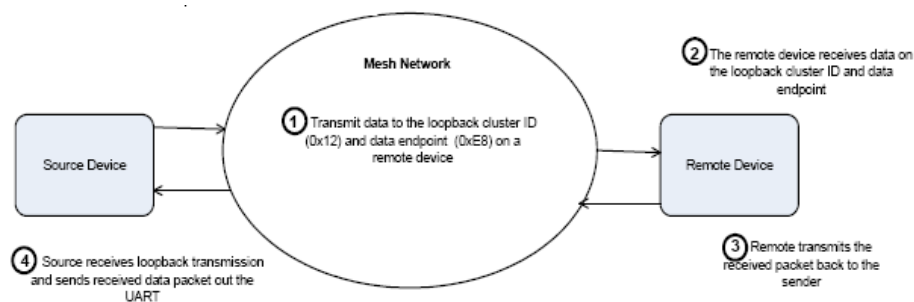 Mesh Network
1 Transmit data to the loopback cluster ID
(0x12) and data endpoint (0xE8) on a
remote device
2 The remote device receives data on
the loopback cluster ID and data
endpoint
Source Device
Remote Device
3 Remote transmits the
received packet back to the
sender
4 Source receives loopback transmission
and sends received data packet out the
UART